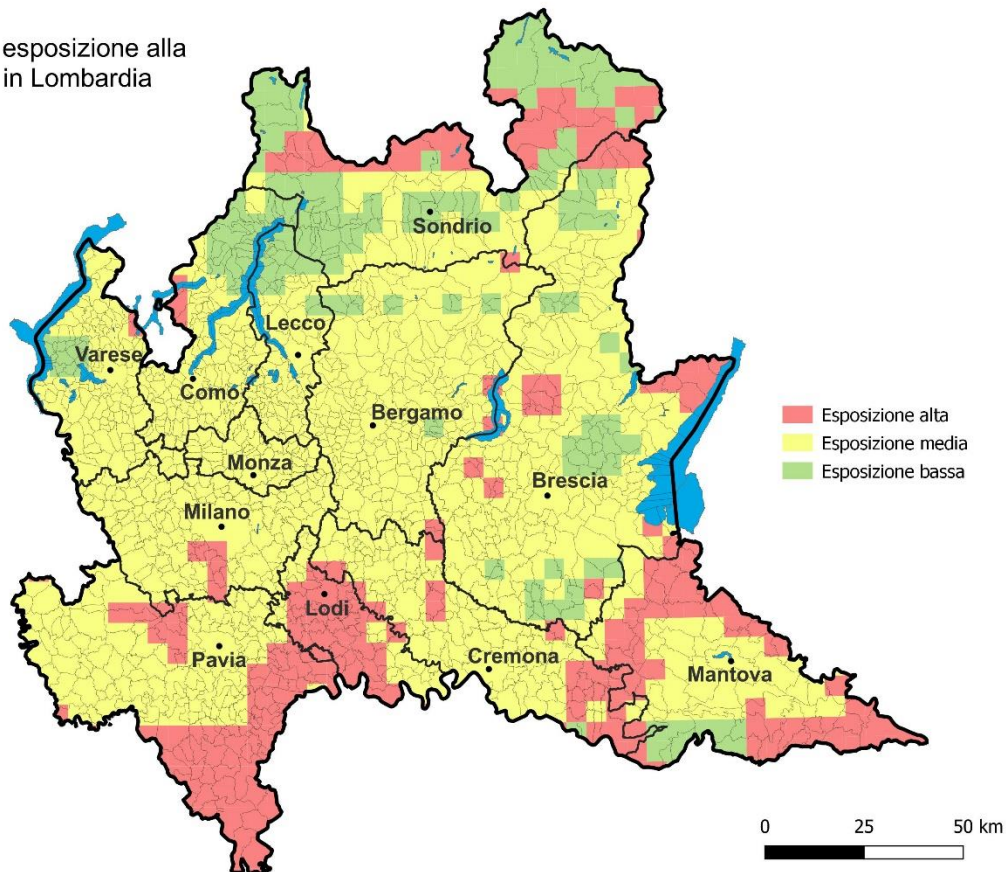 esposizione alla
in Lombardia
Sondrio
Lecco
Varese
Como
Bergamo
Monza
Brescia
Milano
Lodi
Pavia
Cremona
Mantova
Esposizione alta
Esposizione media
Esposizione bassa
0 25 50 km